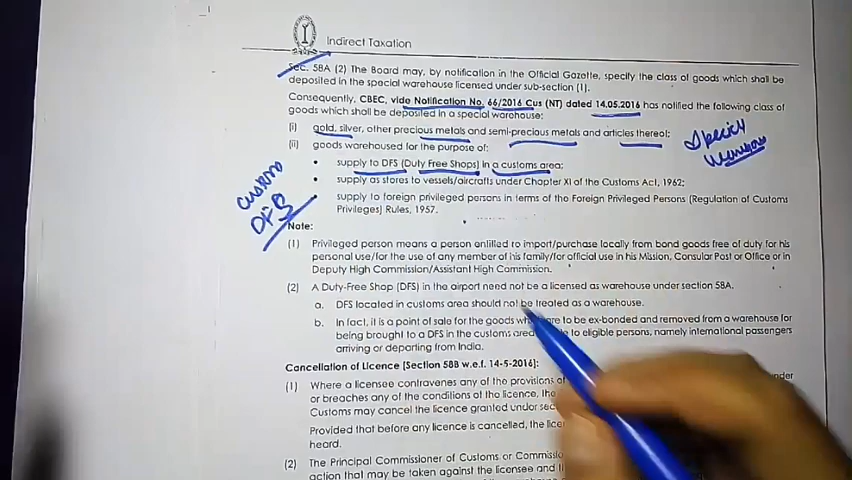 Indirect Taxation
Sec. 58A (2) The Board may, by notification in the Official Gazette, specify the class of goods which shall be
deposited in the special warehouse licensed under sub-section (1).
Consequently, CBEC, vide Notification No. 66/2016 Cus (NT) dated 14.05.2016 has notified the following class of
goods which shall be deposited in a special warehouse:
(i) gold, silver, other precious metals and semi-precious metals and articles thereof;
Special
(ii) goods warehoused for the purpose of:
• supply to DFS (Duty Free Shops) in a customs area;
• supply as stores to vessels/aircrafts under Chapter XI of the Customs Act, 1962;
• supply to foreign privileged persons in terms of the Foreign Privileged Persons (Regulation of Customs
Privileges) Rules, 1957.
Custom
DFS
Note:
(1) Privileged person means a person entitled to import/purchase locally from bond goods free of duty for his
personal use/for the use of any member of his family/for official use in his Mission, Consular Post or Office or in
Deputy High Commission/Assistant High Commission.
(2) A Duty-Free Shop (DFS) in the airport need not be a licensed as warehouse under section 58A.
a. DFS located in customs area should not be treated as a warehouse.
b. In fact, it is a point of sale for the goods which are to be ex-bonded and removed from a warehouse for
being brought to a DFS in the customs area to eligible persons, namely international passengers
arriving or departing from India.
Cancellation of Licence [Section 58B w.e.f. 14-5-2016]:
(1) Where a licensee contravenes any of the provisions of under
or breaches any of the conditions of the licence, the
Customs may cancel the licence granted under
Provided that before any licence is cancelled, the
heard.
(2) The Principal Commissioner of Customs or
action that may be taken against the licensee and